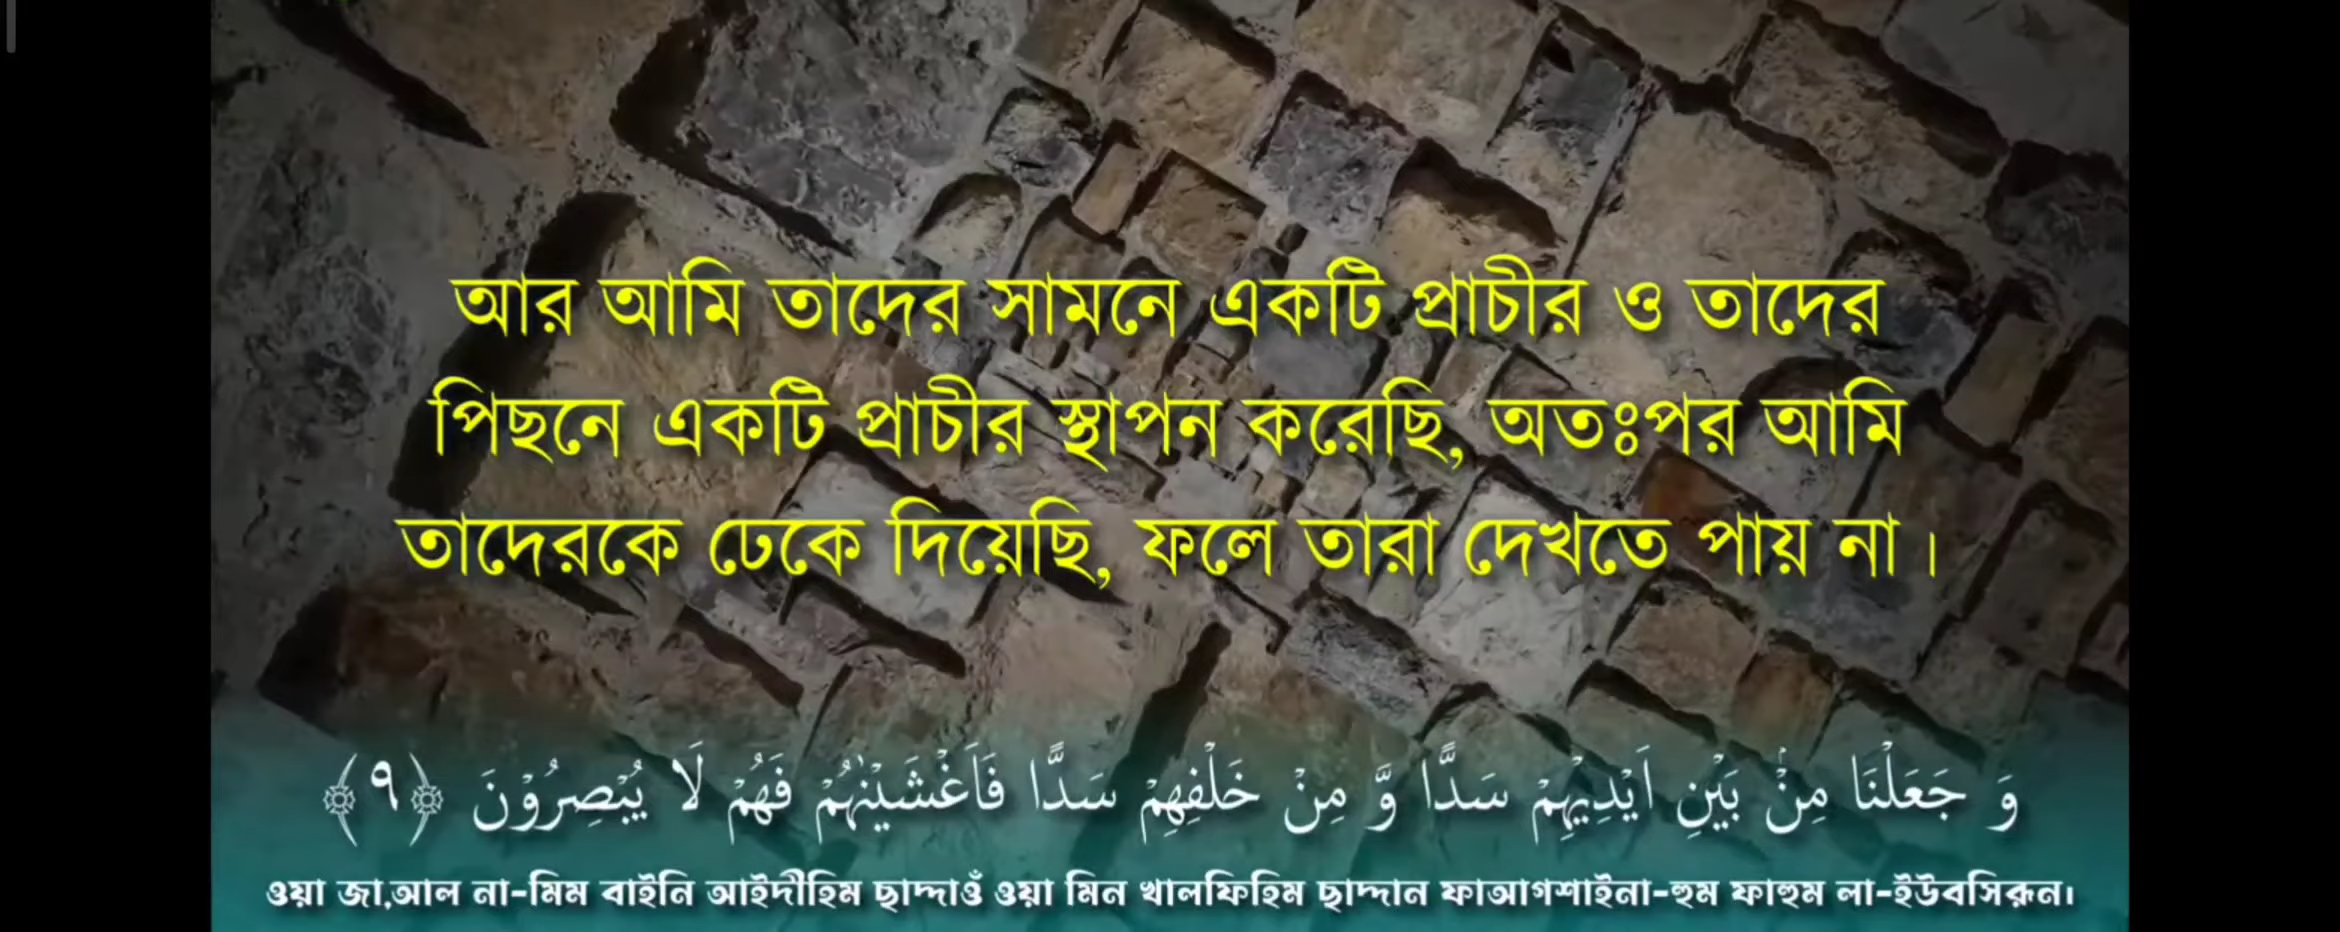 আর আমি তাদের সামনে একটি প্রাচীর ও তাদের
পিছনে একটি প্রাচীর স্থাপন করেছি, অতঃপর আমি
তাদেরকে ঢেকে দিয়েছি, ফলে তারা দেখতে পায় না।
وَ جَعَلْنَا مِنْۢ بَيْنِ اَيْدِيْهِمْ سَدًّا وَّ مِنْ خَلْفِهِمْ سَدًّا فَاَغْشَيْنٰهُمْ فَهُمْ لَا يُبْصِرُوْنَ ﴿٩﴾
ওয়া জা,আল না-মিম বাইনি আইদীহিম ছাদ্দাওঁ ওয়া মিন খালফিহিম ছাদ্দান ফাআগশাইনা-হুম ফাহুম লা-ইউবসিরূন।